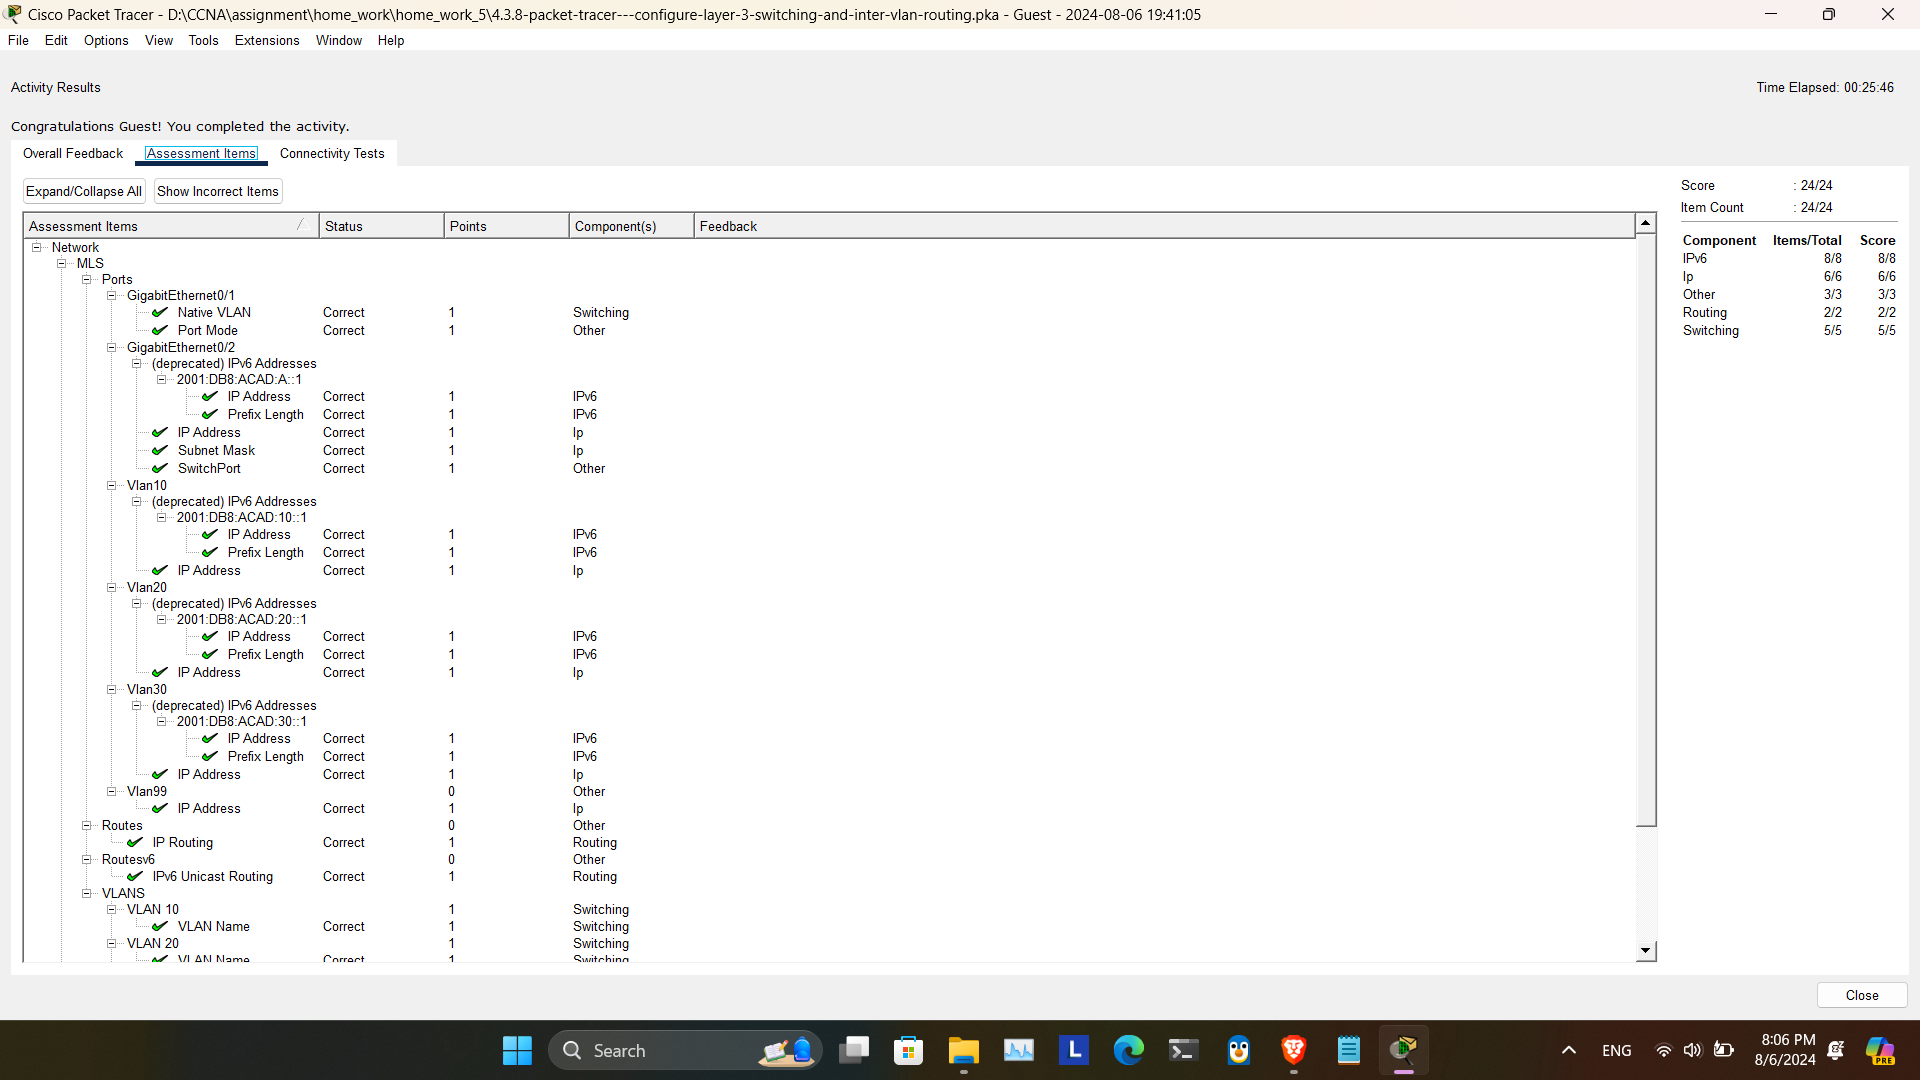 Cisco Packet Tracer - D:\CCNA\assignment\home_work\home_work_5\4.3.8-packet-tracer---configure-layer-3-switching-and-inter-vlan-routing.pka - Guest - 2024-08-06 19:41:05
File Edit Options View Tools Extensions Window Help
Activity Results
Time Elapsed: 00:25:46
Congratulations Guest! You completed the activity.
Overall Feedback Assessment Items Connectivity Tests
Expand/Collapse All Show Incorrect Items
Assessment Items Status Points Component(s) Feedback
Network
MLS
Ports
GigabitEthernet0/1
Native VLAN Correct 1 Switching
Port Mode Correct 1 Other
GigabitEthernet0/2
(deprecated) IPv6 Addresses
2001:DB8:ACAD:A::1
IP Address Correct 1 IPv6
Prefix Length Correct 1 IPv6
IP Address Correct 1 Ip
Subnet Mask Correct 1 Ip
SwitchPort Correct 1 Other
Vlan10
(deprecated) IPv6 Addresses
2001:DB8:ACAD:10::1
IP Address Correct 1 IPv6
Prefix Length Correct 1 IPv6
IP Address Correct 1 Ip
Vlan20
(deprecated) IPv6 Addresses
2001:DB8:ACAD:20::1
IP Address Correct 1 IPv6
Prefix Length Correct 1 IPv6
IP Address Correct 1 Ip
Vlan30
(deprecated) IPv6 Addresses
2001:DB8:ACAD:30::1
IP Address Correct 1 IPv6
Prefix Length Correct 1 IPv6
IP Address Correct 1 Ip
Vlan99 0 Other
IP Address Correct 1 Ip
Routes 0 Other
IP Routing Correct 1 Routing
Routesv6 0 Other
IPv6 Unicast Routing Correct 1 Routing
VLANS
VLAN 10 1 Switching
VLAN Name Correct 1 Switching
VLAN 20 1 Switching
VLAN Name Correct 1 Switching
Score : 24/24
Item Count : 24/24
Component Items/Total Score
IPv6 8/8 8/8
Ip 6/6 6/6
Other 3/3 3/3
Routing 2/2 2/2
Switching 5/5 5/5
Close
Search
L
ENG
8:06 PM
8/6/2024
PRE